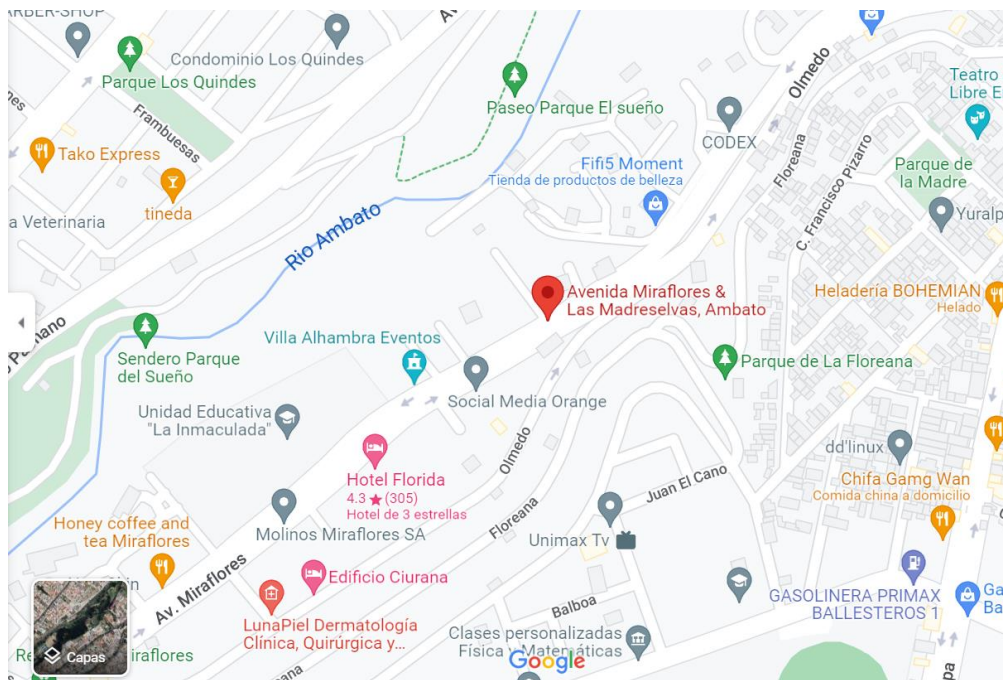 ARBER-SHOP
Condominio Los Quindes
Parque Los Quindes
Frambuesas
Tako Express
tineda
a Veterinaria
Rio Ambato
Paseo Parque El sueño
CODEX
Olmedo
Fifi5 Moment
Tienda de productos de belleza
Floreana
C. Francisco Pizarro
Teatro
Libre E
Parque de
la Madre
Yuralp
Avenida Miraflores &
Las Madreselvas, Ambato
Heladería BOHEMIAN
Helado
Parque de La Floreana
Sendero Parque
del Sueño
Villa Alhambra Eventos
Social Media Orange
Unidad Educativa
"La Inmaculada"
Hotel Florida
4.3 ★ (305)
Hotel de 3 estrellas
Olmedo
Floreana
dd'linux
Chifa Gamg Wan
Comida china a domicilio
Juan El Cano
Unimax Tv
Honey coffee and
tea Miraflores
Molinos Miraflores SA
Av. Miraflores
Edificio Ciurana
LunaPiel Dermatología
Clínica, Quirúrgica y...
Balboa
Clases personalizadas
Física y Matemáticas
GASOLINERA PRIMAX
BALLESTEROS 1
Ga
Ba
Capas
Re
iraflores
Google
pa